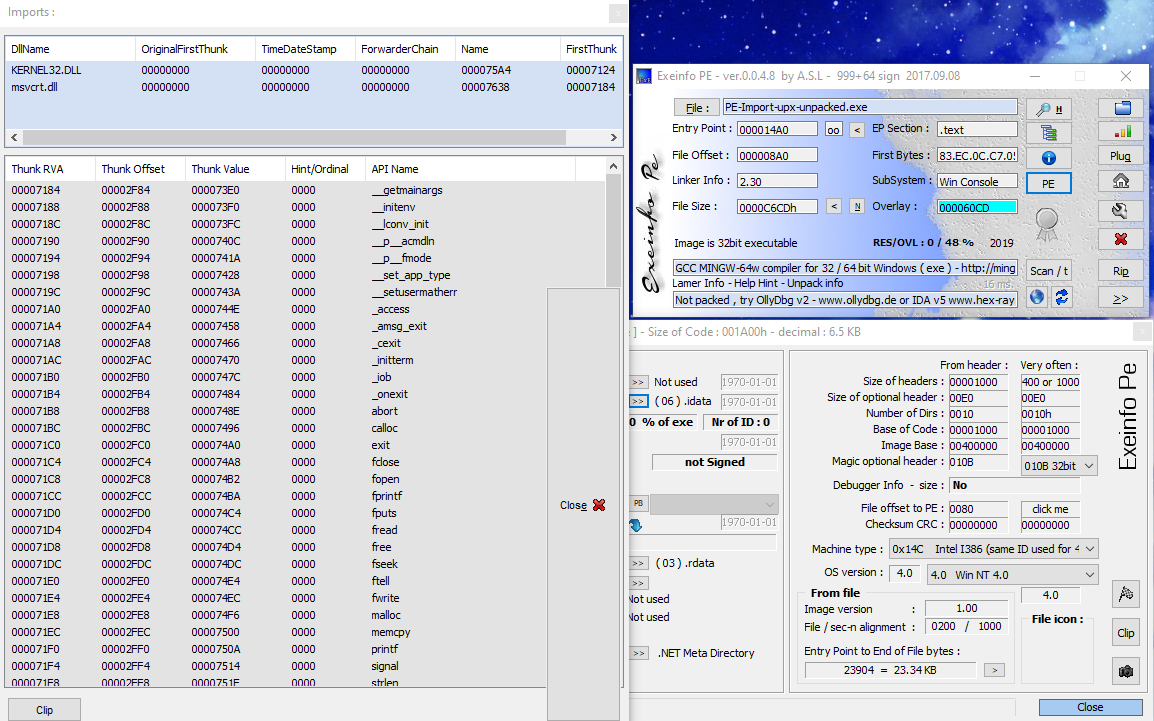 Imports :
DllName OriginalFirstThunk TimeDateStamp ForwarderChain Name FirstThunk
KERNEL32.DLL 00000000 00000000 00000000 000075A4 00007124
msvcrt.dll 00000000 00000000 00000000 00007638 00007184
Thunk RVA Thunk Offset Thunk Value Hint/Ordinal API Name
00007184 00002F84 000073E0 0000 __getmainargs
00007188 00002F88 000073F0 0000 __initenv
0000718C 00002F8C 000073FC 0000 __lconv_init
00007190 00002F90 0000740C 0000 __p__acmdln
00007194 00002F94 0000741A 0000 __p__fmode
00007198 00002F98 00007428 0000 __set_app_type
0000719C 00002F9C 0000743A 0000 __setusermatherr
000071A0 00002FA0 0000744E 0000 _access
000071A4 00002FA4 00007458 0000 _amsg_exit
000071A8 00002FA8 00007466 0000 _cexit
000071AC 00002FAC 00007470 0000 _initterm
000071B0 00002FB0 0000747C 0000 _iob
000071B4 00002FB4 00007484 0000 _onexit
000071B8 00002FB8 0000748E 0000 abort
000071BC 00002FBC 00007496 0000 calloc
000071C0 00002FC0 000074A0 0000 exit
000071C4 00002FC4 000074A8 0000 fclose
000071C8 00002FC8 000074B2 0000 fopen
000071CC 00002FCC 000074BA 0000 fprintf
000071D0 00002FD0 000074C4 0000 fputs
000071D4 00002FD4 000074CC 0000 fread
000071D8 00002FD8 000074D4 0000 free
000071DC 00002FDC 000074DC 0000 fseek
000071E0 00002FE0 000074E4 0000 ftell
000071E4 00002FE4 000074EC 0000 fwrite
000071E8 00002FE8 000074F6 0000 malloc
000071EC 00002FEC 00007500 0000 memcpy
000071F0 00002FF0 0000750A 0000 printf
000071F4 00002FF4 00007514 0000 signal
000071F8 00002FF8 0000751E 0000 strlen
Close
Clip
Exeinfo PE - ver.0.0.4.8 by A.S.L - 999+64 sign 2017.09.08
Exeinfo Pe
File : PE-Import-upx-unpacked.exe H
Entry Point : 000014A0 oo < EP Section : .text
File Offset : 000008A0 First Bytes : 83.EC.0C.C7.05 Plug
Linker Info : 2.30 SubSystem : Win Console PE
File Size : 0000C6CDh < N Overlay : 000060CD
Image is 32bit executable RES/OVL : 0 / 48 % 2019
GCC MINGW-64w compiler for 32 / 64 bit Windows ( exe ) - http://ming Scan / t Rip
Lamer Info - Help Hint - Unpack info 16 ms.
Not packed , try OllyDbg v2 - www.ollydbg.de or IDA v5 www.hex-ray >>
] - Size of Code : 001A00h - decimal : 6.5 KB
>> Not used 1970-01-01
>> ( 06 ) .idata 1970-01-01
0 % of exe Nr of ID : 0
1970-01-01
not Signed
PB
1970-01-01
>> ( 03 ) .rdata
>>
Not used
Not used
>> .NET Meta Directory
From header : Very often :
Size of headers : 00001000 400 or 1000
Size of optional header : 00E0 00E0
Number of Dirs : 0010 0010h
Base of Code : 00001000 00001000
Image Base : 00400000 00400000
Magic optional header : 010B 010B 32bit
Debugger Info - size : No
File offset to PE : 0080 click me
Checksum CRC : 00000000 00000000
Machine type : 0x14C Intel I386 (same ID used for 4
OS version : 4.0 4.0 Win NT 4.0
From file 4.0
Image version : 1.00
File / sec-n alignment : 0200 / 1000
File icon :
Entry Point to End of File bytes :
23904 = 23.34 KB >
Exeinfo Pe
Clip
Close